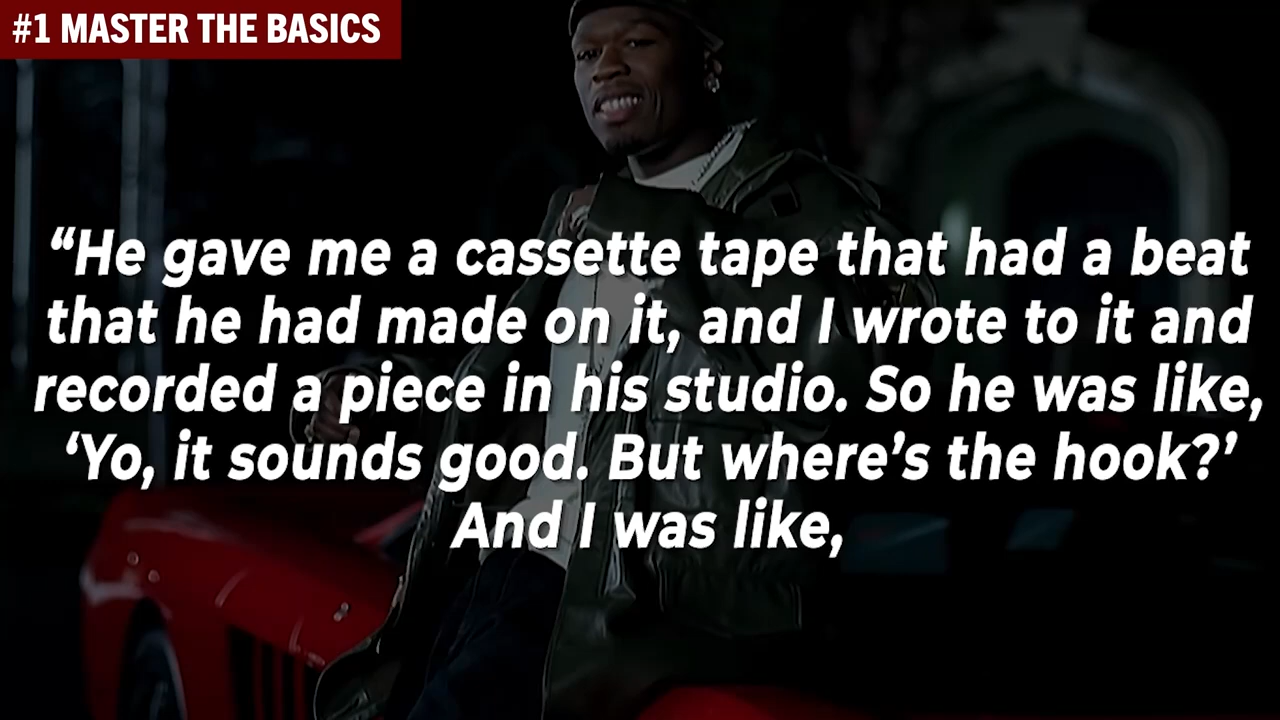 #1 MASTER THE BASICS
“He gave me a cassette tape that had a beat
that he had made on it, and I wrote to it and
recorded a piece in his studio. So he was like,
‘Yo, it sounds good. But where’s the hook?’
And I was like,